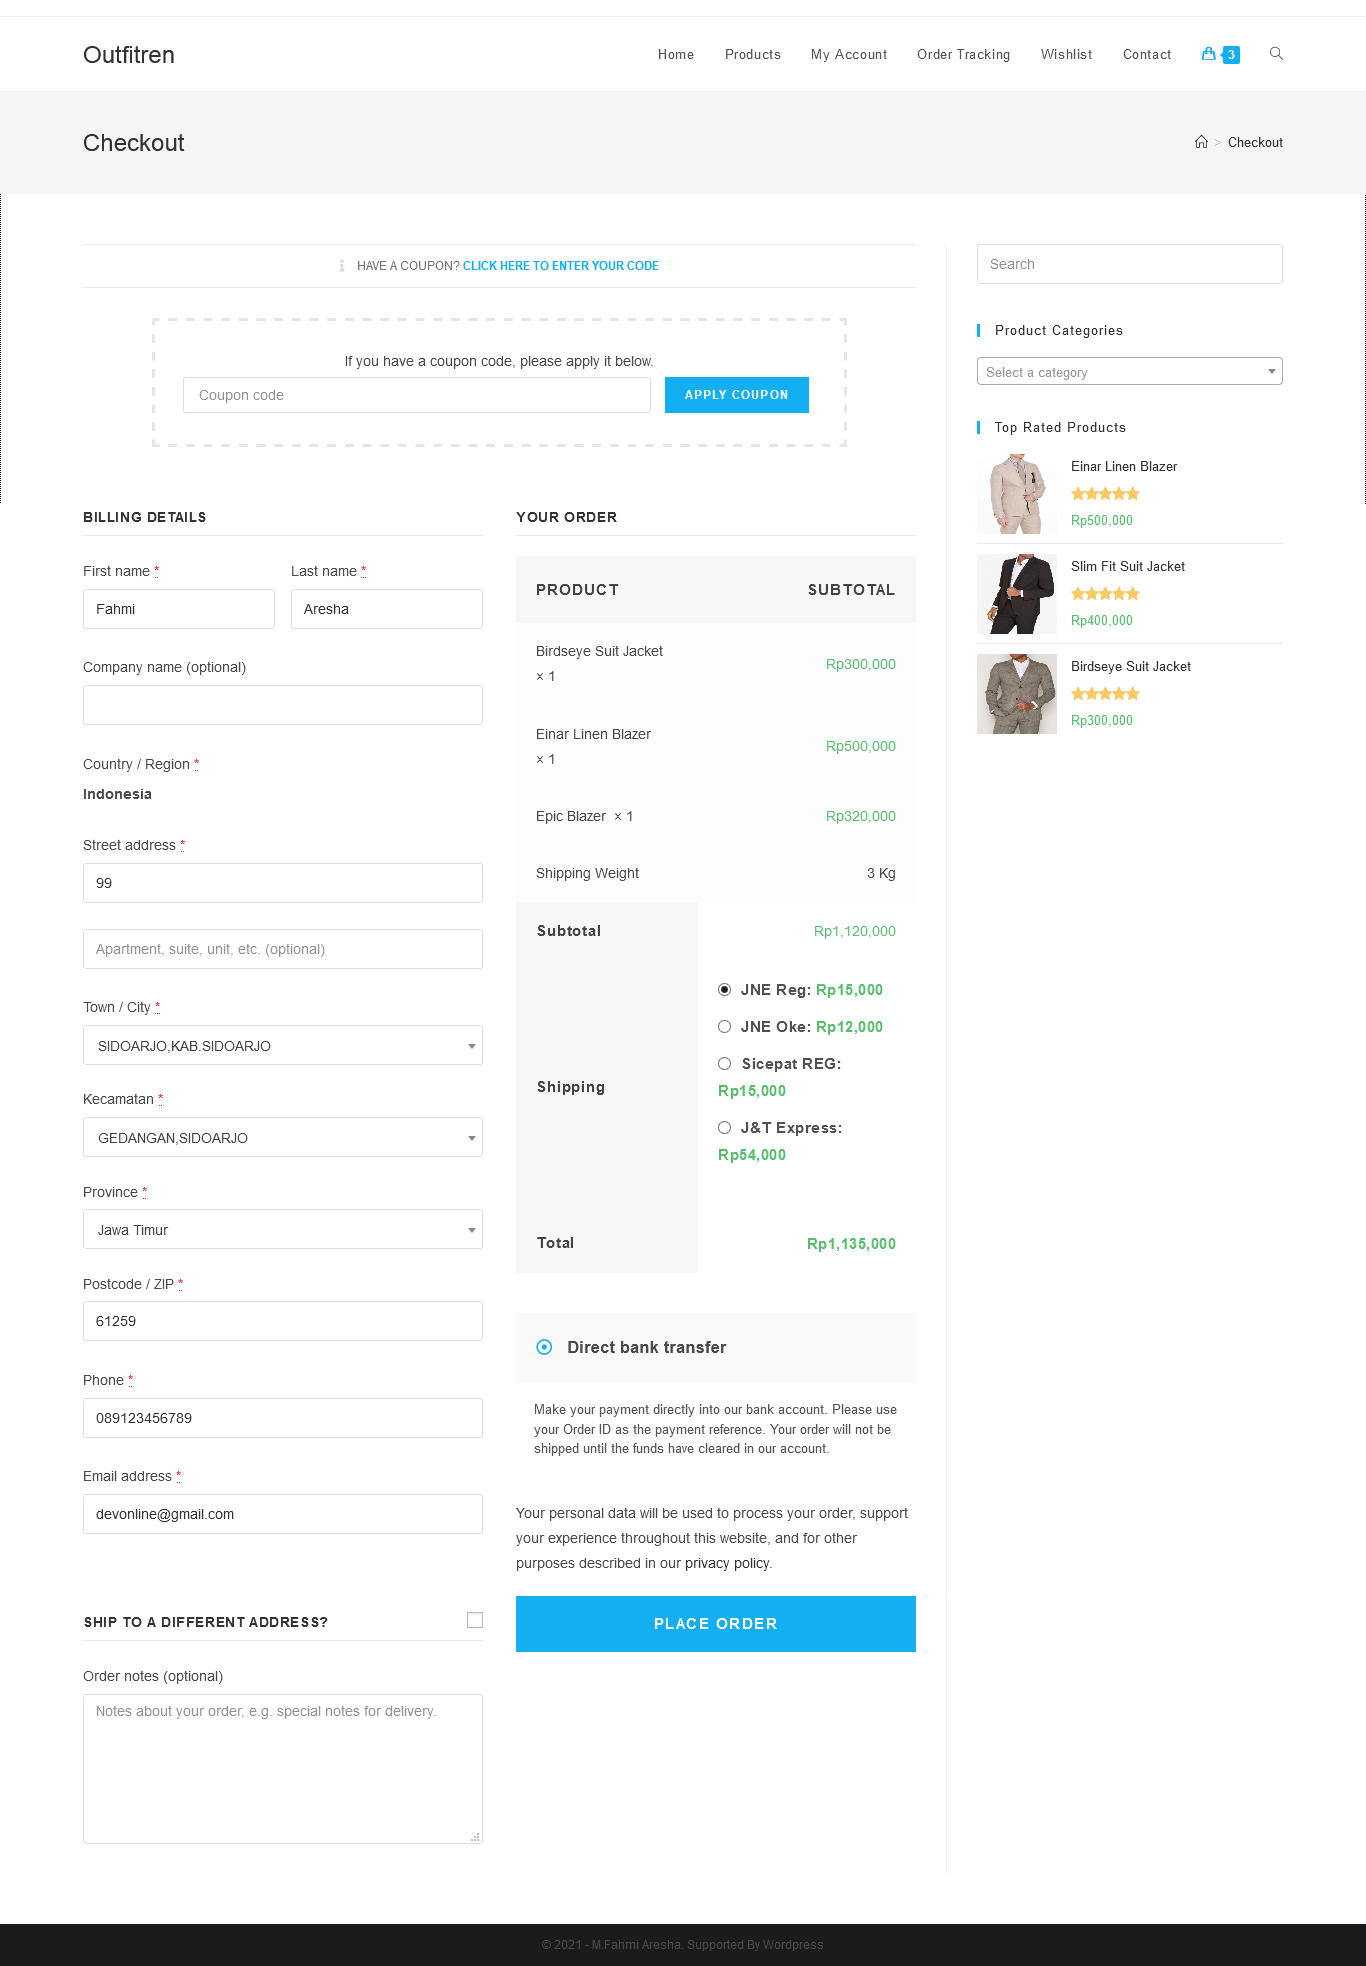 Outfitren
Home Products My Account Order Tracking Wishlist Contact 3
Checkout
> Checkout
HAVE A COUPON? CLICK HERE TO ENTER YOUR CODE
If you have a coupon code, please apply it below.
Coupon code APPLY COUPON
BILLING DETAILS
First name * Last name *
Fahmi Aresha
Company name (optional)
Country / Region *
Indonesia
Street address *
99
Apartment, suite, unit, etc. (optional)
Town / City *
SIDOARJO,KAB.SIDOARJO
Kecamatan *
GEDANGAN,SIDOARJO
Province *
Jawa Timur
Postcode / ZIP *
61259
Phone *
089123456789
Email address *
devonline@gmail.com
SHIP TO A DIFFERENT ADDRESS?
Order notes (optional)
Notes about your order, e.g. special notes for delivery.
YOUR ORDER
PRODUCT SUBTOTAL
Birdseye Suit Jacket
× 1
Rp300,000
Einar Linen Blazer
× 1
Rp500,000
Epic Blazer × 1 Rp320,000
Shipping Weight 3 Kg
Subtotal Rp1,120,000
Shipping
JNE Reg: Rp15,000
JNE Oke: Rp12,000
Sicepat REG:
Rp15,000
J&T Express:
Rp54,000
Total Rp1,135,000
Direct bank transfer
Make your payment directly into our bank account. Please use
your Order ID as the payment reference. Your order will not be
shipped until the funds have cleared in our account.
Your personal data will be used to process your order, support
your experience throughout this website, and for other
purposes described in our privacy policy.
PLACE ORDER
Search
Product Categories
Select a category
Top Rated Products
Einar Linen Blazer
Rp500,000
Slim Fit Suit Jacket
Rp400,000
Birdseye Suit Jacket
Rp300,000
© 2021 - M.Fahmi Aresha. Supported By Wordpress